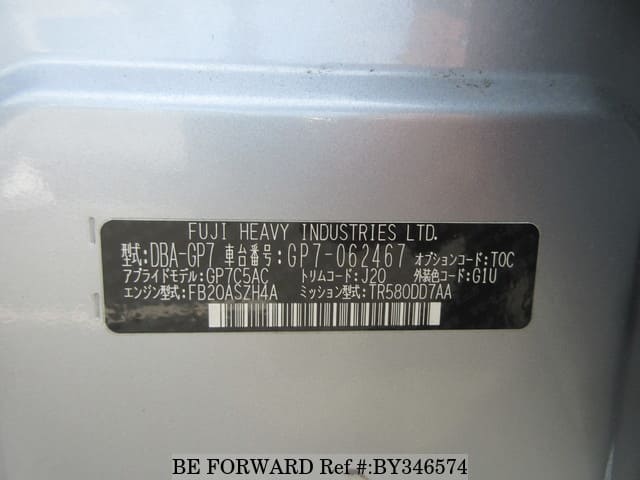 FUJI HEAVY INDUSTRIES LTD.
型式:DBA-GP7 車台番号:GP7-062467 オプションコード:TOC
アプライドモデル:GP7C5AC トリムコード:J20 外装色コード:G1U
エンジン型式:FB20ASZH4A ミッション型式:TR580DD7AA
BE FORWARD Ref #:BY346574